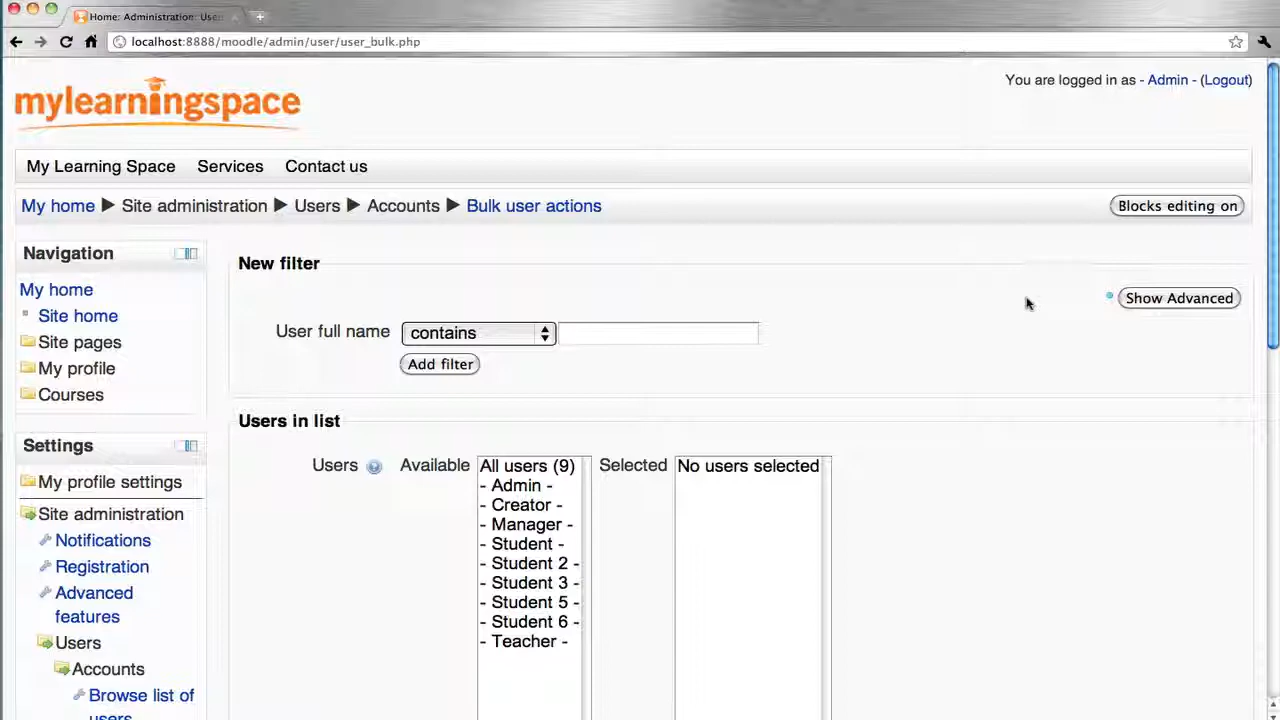 Home: Administration: Use
localhost:8888/moodle/admin/user/user_bulk.php
mylearningspace
You are logged in as - Admin - (Logout)
My Learning Space Services Contact us
My home ▶ Site administration ▶ Users ▶ Accounts ▶ Bulk user actions
Blocks editing on
Navigation
My home
Site home
Site pages
My profile
Courses
Settings
My profile settings
Site administration
Notifications
Registration
Advanced
features
Users
Accounts
Browse list of
users
New filter
Show Advanced
User full name contains
Add filter
Users in list
Users Available
All users (9)
- Admin -
- Creator -
- Manager -
- Student -
- Student 2 -
- Student 3 -
- Student 5 -
- Student 6 -
- Teacher -
Selected
No users selected